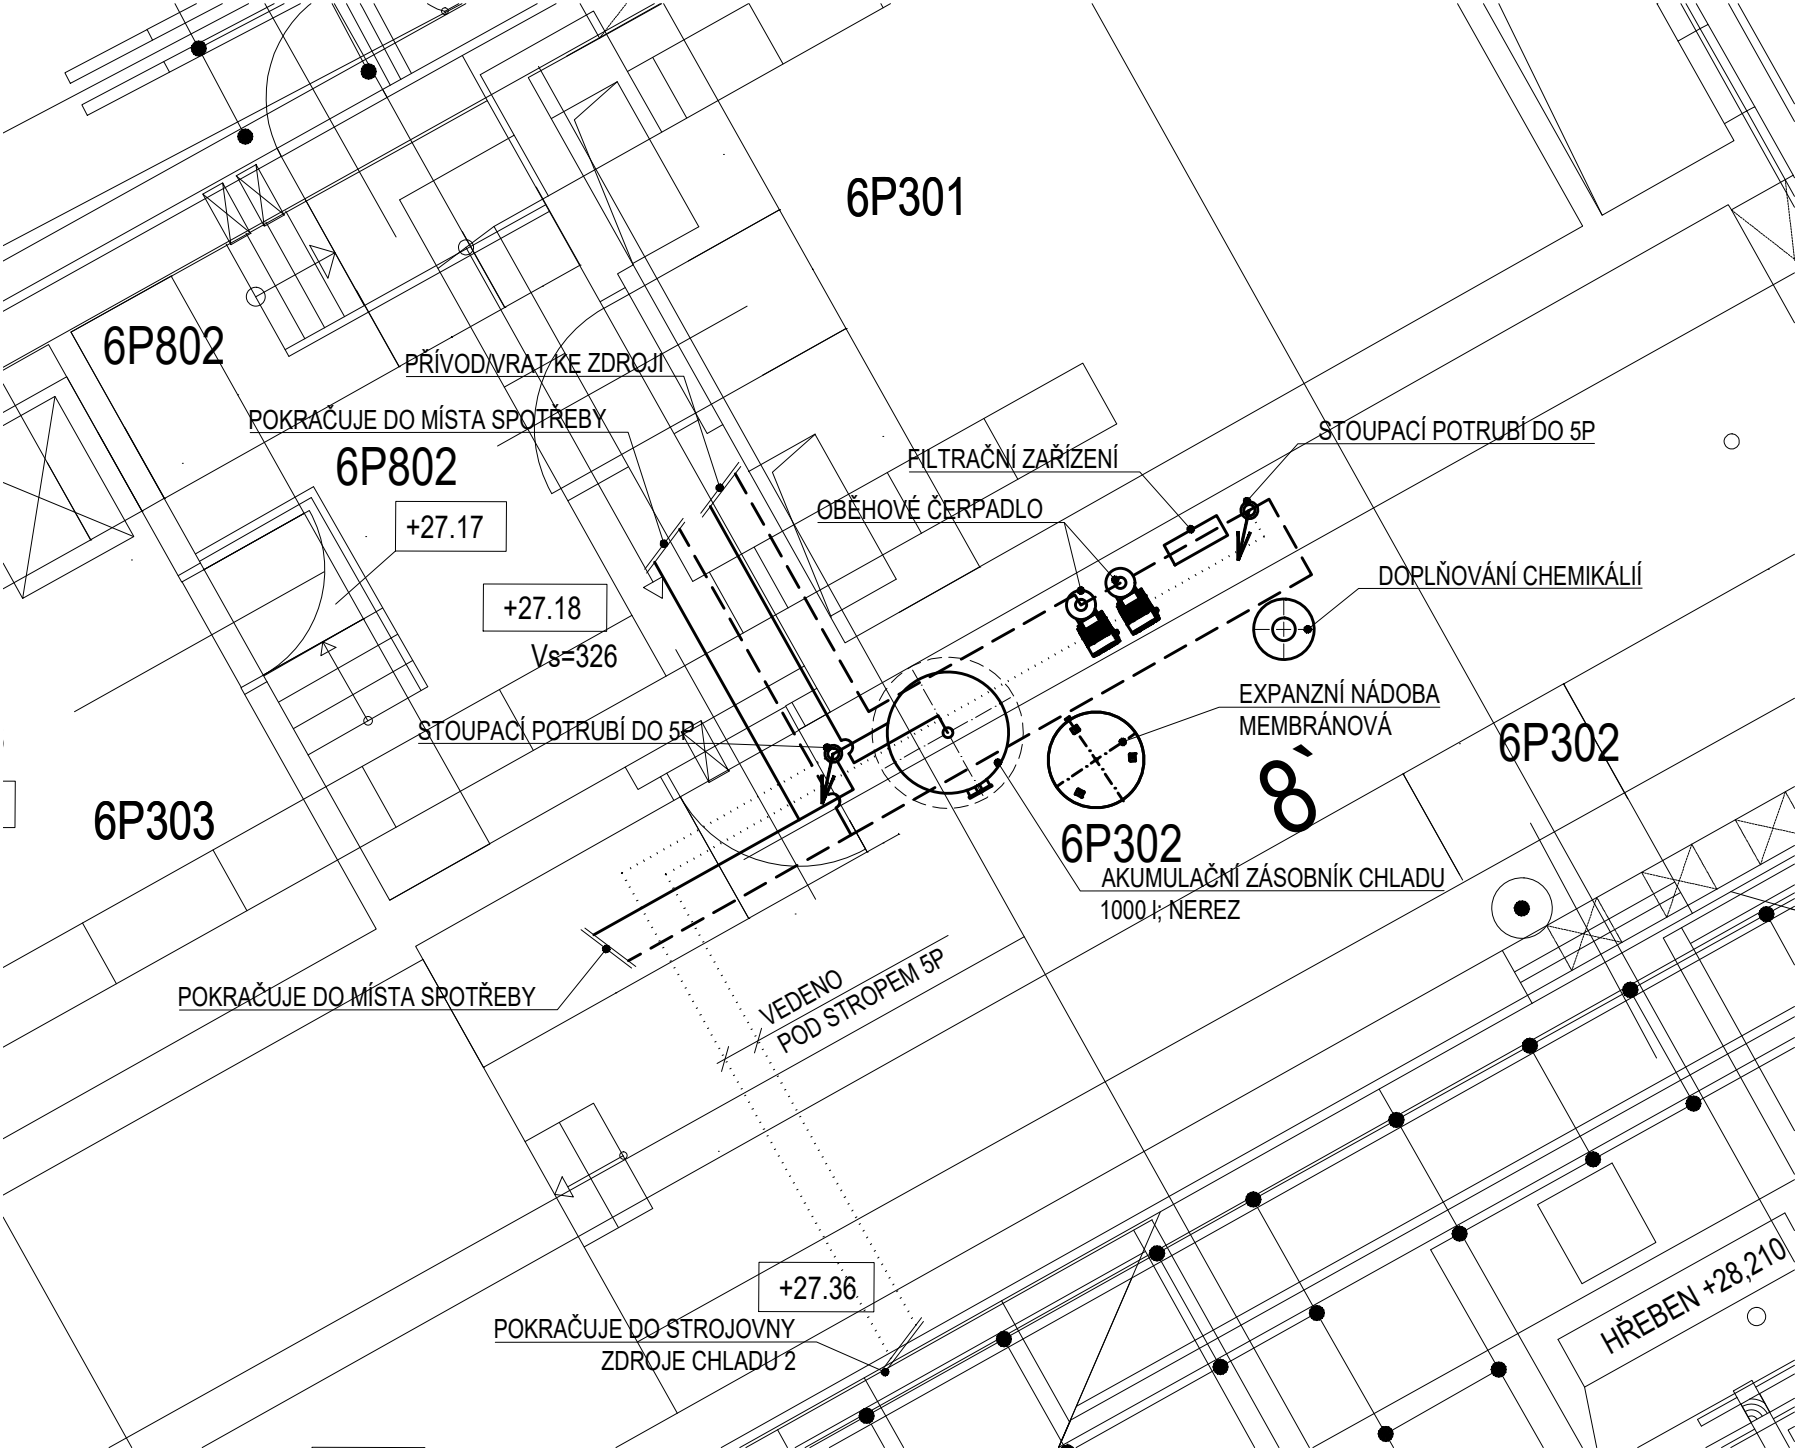 6P301
6P802
PŘÍVOD/VRAT KE ZDROJI
POKRAČUJE DO MÍSTA SPOTŘEBY
6P802
STOUPACÍ POTRUBÍ DO 5P
FILTRAČNÍ ZAŘÍZENÍ
OBĚHOVÉ ČERPADLO
+27.17
DOPLŇOVÁNÍ CHEMIKÁLIÍ
+27.18
Vs=326
EXPANZNÍ NÁDOBA
MEMBRÁNOVÁ
STOUPACÍ POTRUBÍ DO 5P
6P302
8`
6P303
6P302
AKUMULAČNÍ ZÁSOBNÍK CHLADU
1000 l; NEREZ
POKRAČUJE DO MÍSTA SPOTŘEBY
VEDENO
POD STROPEM 5P
+27.36
POKRAČUJE DO STROJOVNY
ZDROJE CHLADU 2
HŘEBEN +28,210